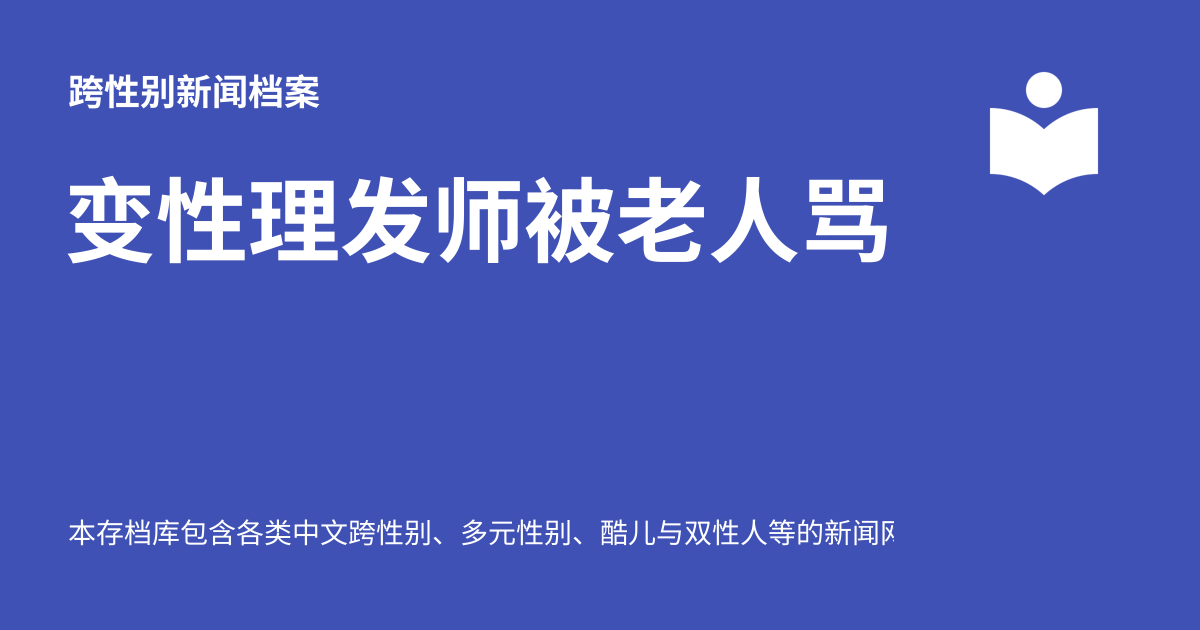 跨性别新闻档案
变性理发师被老人骂
本存档库包含各类中文跨性别、多元性别、酷儿与双性人等的新闻网